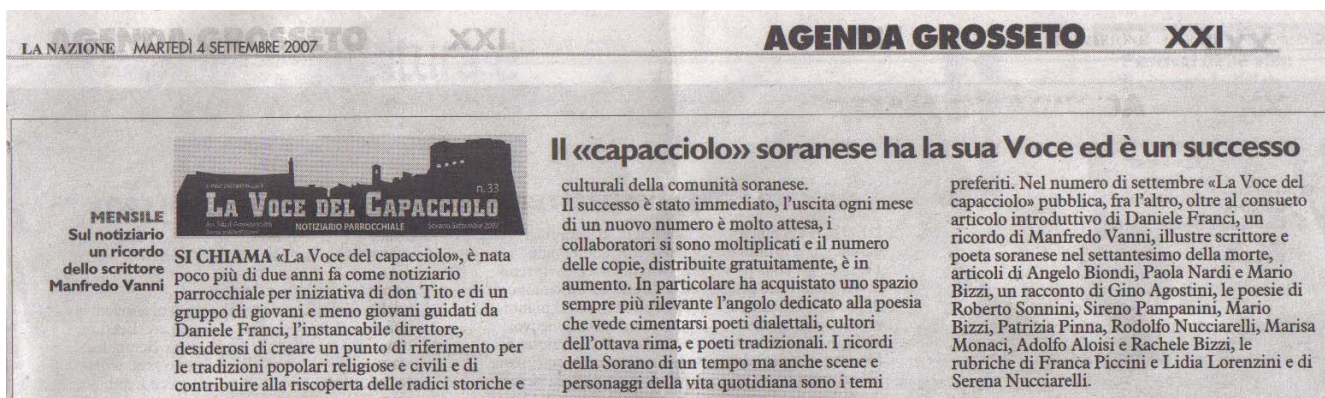 LA NAZIONE MARTEDÌ 4 SETTEMBRE 2007
AGENDA GROSSETO XXI
Il «capacciolo» soranese ha la sua Voce ed è un successo
MENSILE
Sul notiziario
un ricordo
dello scrittore
Manfredo Vanni
n. 33
LA VOCE DEL CAPACCIOLO
NOTIZIARIO PARROCCHIALE
Sorano Settembre 2007
SI CHIAMA «La Voce del capacciolo», è nata
poco più di due anni fa come notiziario
parrocchiale per iniziativa di don Tito e di un
gruppo di giovani e meno giovani guidati da
Daniele Franci, l'instancabile direttore,
desiderosi di creare un punto di riferimento per
le tradizioni popolari religiose e civili e di
contribuire alla riscoperta delle radici storiche e
culturali della comunità soranese.
Il successo è stato immediato, l'uscita ogni mese
di un nuovo numero è molto attesa, i
collaboratori si sono moltiplicati e il numero
delle copie, distribuite gratuitamente, è in
aumento. In particolare ha acquistato uno spazio
sempre più rilevante l'angolo dedicato alla poesia
che vede cimentarsi poeti dialettali, cultori
dell'ottava rima, e poeti tradizionali. I ricordi
della Sorano di un tempo ma anche scene e
personaggi della vita quotidiana sono i temi
preferiti. Nel numero di settembre «La Voce del
capacciolo» pubblica, fra l'altro, oltre al consueto
articolo introduttivo di Daniele Franci, un
ricordo di Manfredo Vanni, illustre scrittore e
poeta soranese nel settantesimo della morte,
articoli di Angelo Biondi, Paola Nardi e Mario
Bizzi, un racconto di Gino Agostini, le poesie di
Roberto Sonnini, Sireno Pampanini, Mario
Bizzi, Patrizia Pinna, Rodolfo Nucciarelli, Marisa
Monaci, Adolfo Aloisi e Rachele Bizzi, le
rubriche di Franca Piccini e Lidia Lorenzini e di
Serena Nucciarelli.